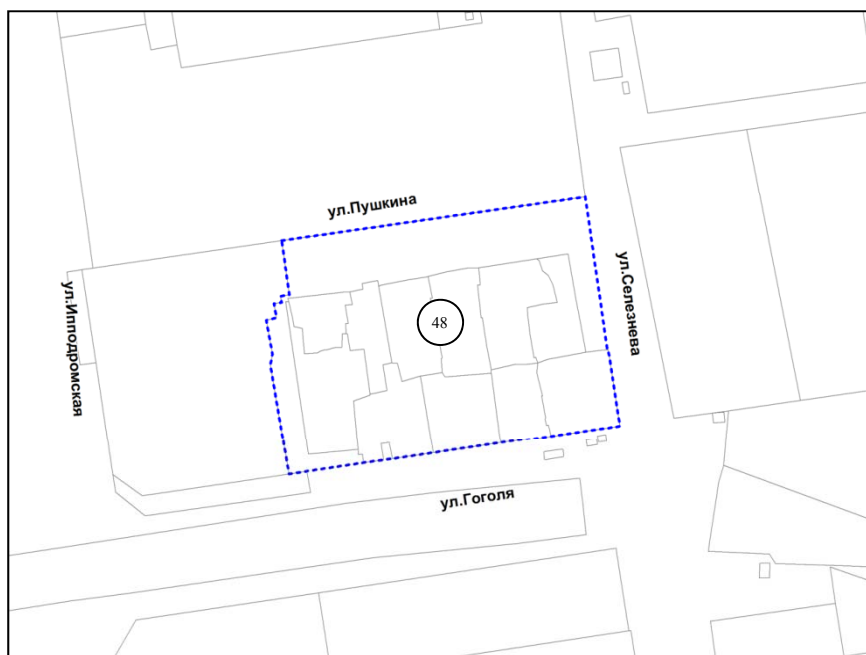 ул.Пушкина
ул.Селезнева
ул.Ипподромская
48
ул.Гоголя